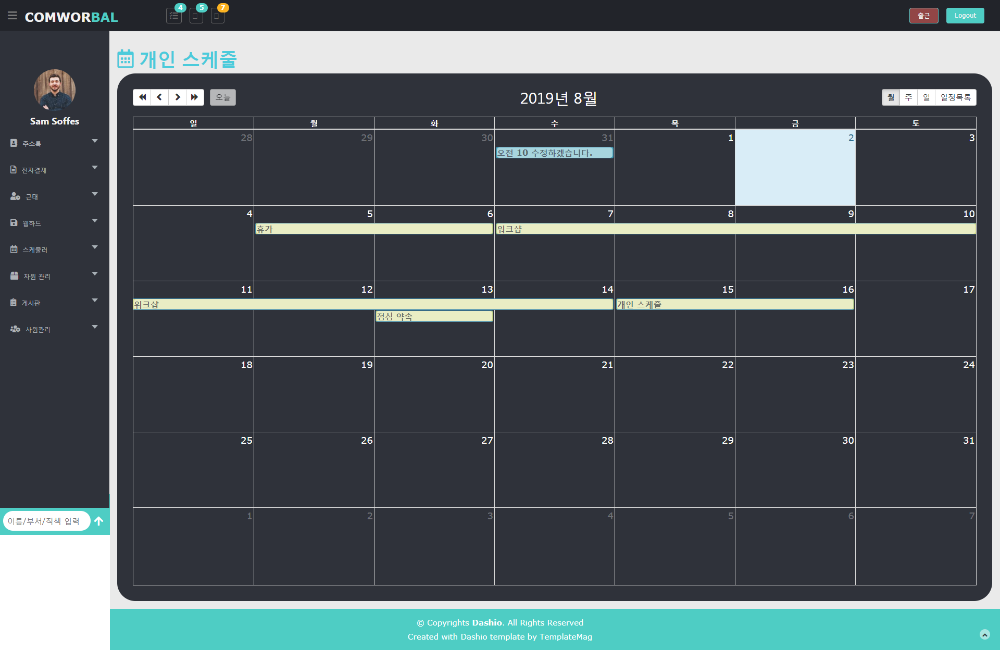 COMWORBAL
4
5
7
출근
Logout
개인 스케줄
Sam Soffes
주소록
전자결재
근태
웹하드
스케줄러
자원 관리
게시판
사원관리
이름/부서/직책 입력
오늘
2019년 8월
월 주 일 일정목록
일 월 화 수 목 금 토
28 29 30 31 1 2 3
오전 10 수정하겠습니다.
4 5 6 7 8 9 10
휴가 워크샵
11 12 13 14 15 16 17
워크샵 개인 스케줄
점심 약속
18 19 20 21 22 23 24
25 26 27 28 29 30 31
1 2 3 4 5 6 7
© Copyrights Dashio. All Rights Reserved
Created with Dashio template by TemplateMag